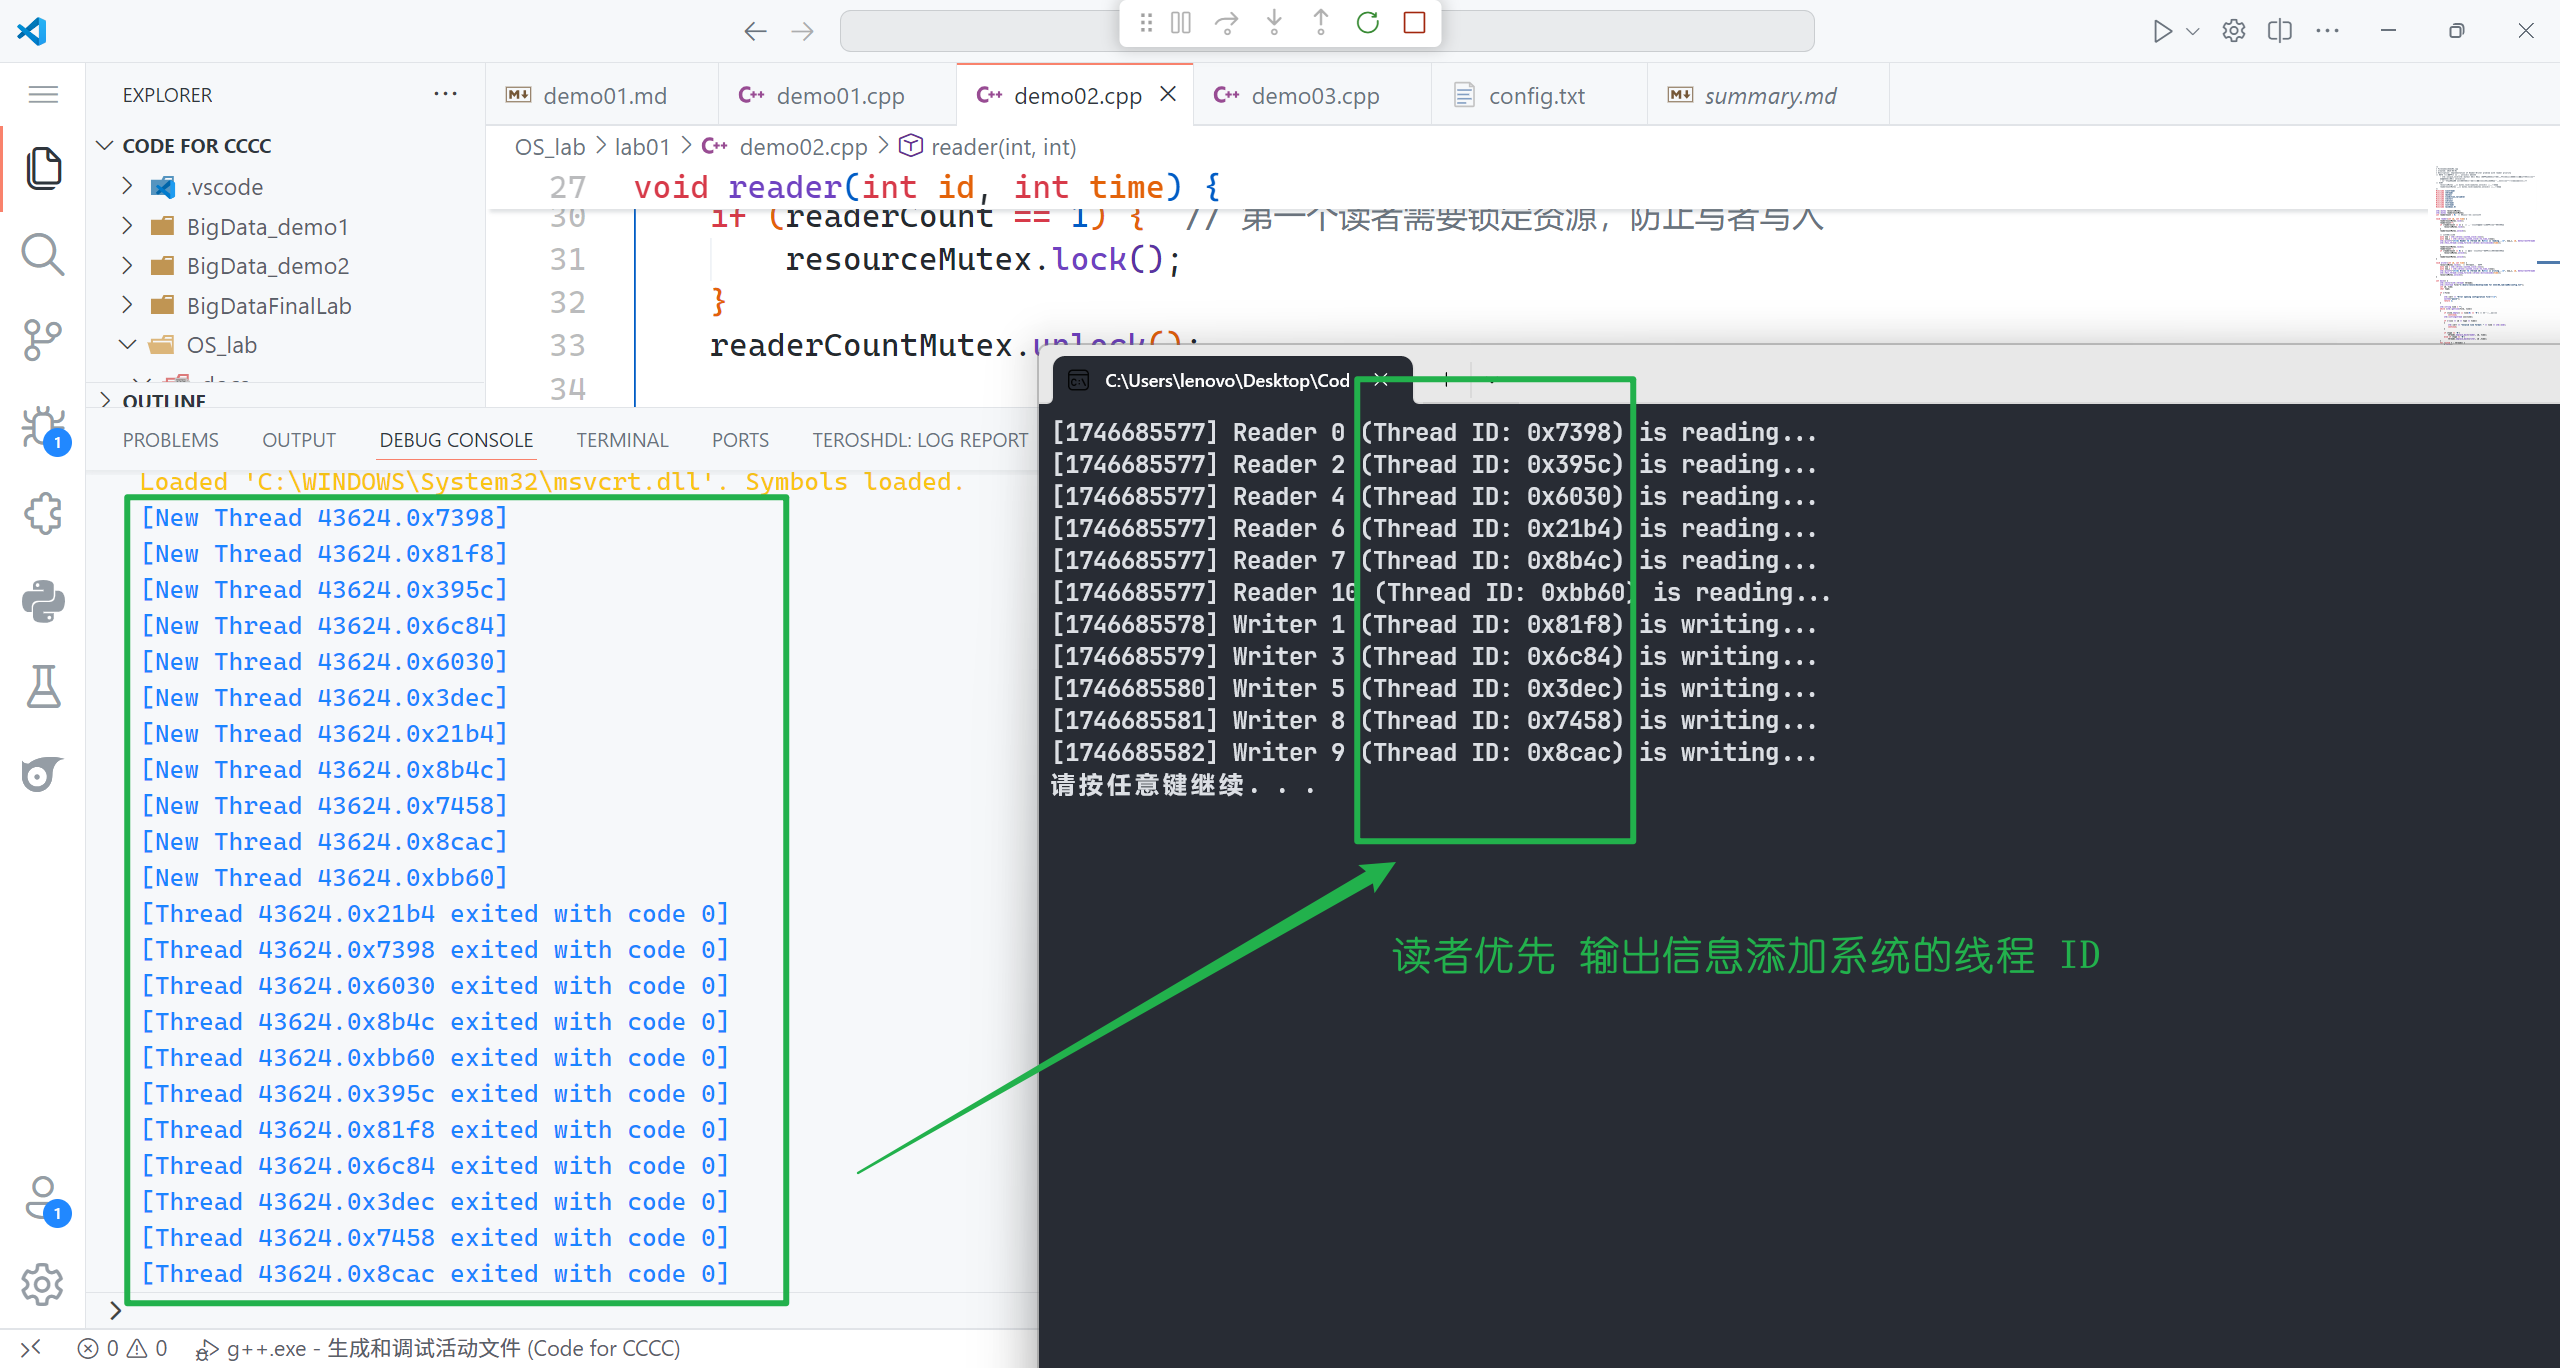 EXPLORER
CODE FOR CCCC
.vscode
BigData_demo1
BigData_demo2
BigDataFinalLab
OS_lab
OUTLINE
demo01.md
demo01.cpp
demo02.cpp
demo03.cpp
config.txt
summary.md
OS_lab > lab01 > demo02.cpp > reader(int, int)
27 void reader(int id, int time) {
30 if (readerCount == 1) { // 第一个读者需要锁定资源，防止写者写入
31 resourceMutex.lock();
32 }
33 readerCountMutex.unlock();
34
PROBLEMS OUTPUT DEBUG CONSOLE TERMINAL PORTS TEROSHDL: LOG REPORT
Loaded 'C:\WINDOWS\System32\msvcrt.dll'. Symbols loaded.
[New Thread 43624.0x7398]
[New Thread 43624.0x81f8]
[New Thread 43624.0x395c]
[New Thread 43624.0x6c84]
[New Thread 43624.0x6030]
[New Thread 43624.0x3dec]
[New Thread 43624.0x21b4]
[New Thread 43624.0x8b4c]
[New Thread 43624.0x7458]
[New Thread 43624.0x8cac]
[New Thread 43624.0xbb60]
[Thread 43624.0x21b4 exited with code 0]
[Thread 43624.0x7398 exited with code 0]
[Thread 43624.0x6030 exited with code 0]
[Thread 43624.0x8b4c exited with code 0]
[Thread 43624.0xbb60 exited with code 0]
[Thread 43624.0x395c exited with code 0]
[Thread 43624.0x81f8 exited with code 0]
[Thread 43624.0x6c84 exited with code 0]
[Thread 43624.0x3dec exited with code 0]
[Thread 43624.0x7458 exited with code 0]
[Thread 43624.0x8cac exited with code 0]
C:\Users\lenovo\Desktop\Cod
[1746685577] Reader 0 (Thread ID: 0x7398) is reading...
[1746685577] Reader 2 (Thread ID: 0x395c) is reading...
[1746685577] Reader 4 (Thread ID: 0x6030) is reading...
[1746685577] Reader 6 (Thread ID: 0x21b4) is reading...
[1746685577] Reader 7 (Thread ID: 0x8b4c) is reading...
[1746685577] Reader 10 (Thread ID: 0xbb60) is reading...
[1746685578] Writer 1 (Thread ID: 0x81f8) is writing...
[1746685579] Writer 3 (Thread ID: 0x6c84) is writing...
[1746685580] Writer 5 (Thread ID: 0x3dec) is writing...
[1746685581] Writer 8 (Thread ID: 0x7458) is writing...
[1746685582] Writer 9 (Thread ID: 0x8cac) is writing...
请按任意键继续. . .
读者优先 输出信息添加系统的线程 ID
1
1
0 0 g++.exe - 生成和调试活动文件 (Code for CCCC)